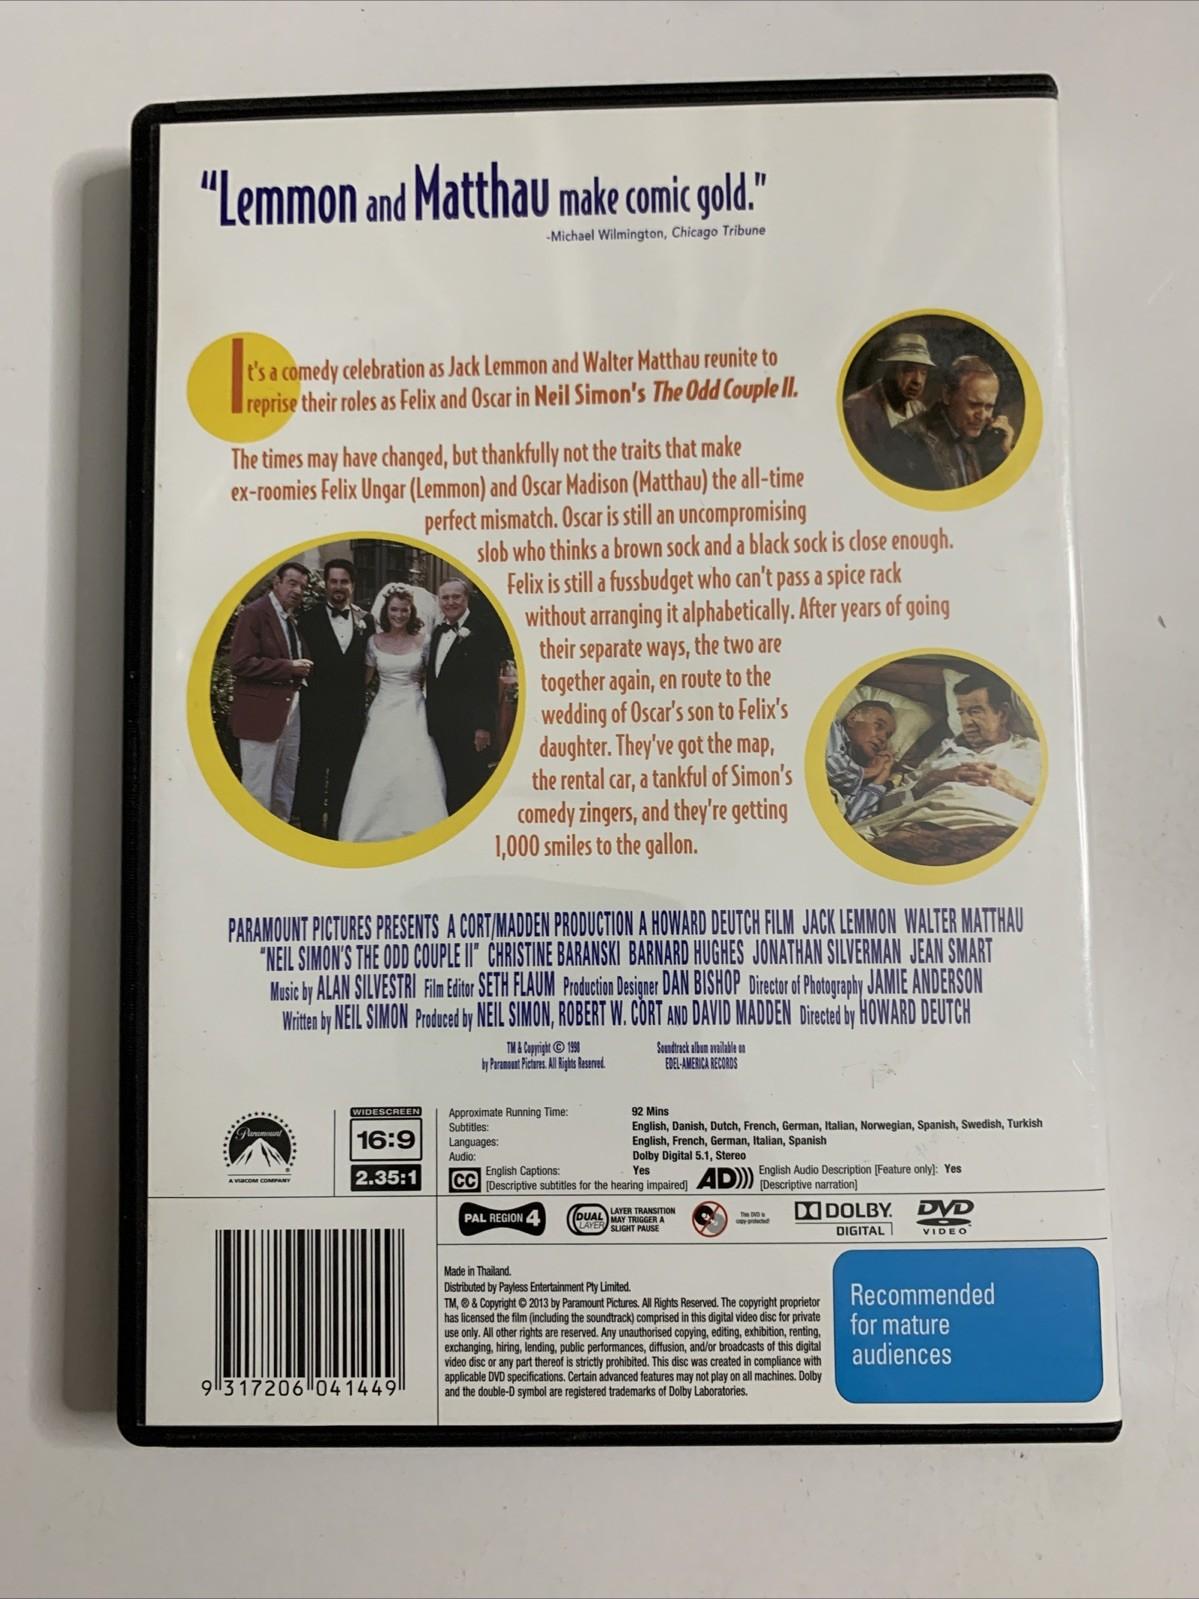 "Lemmon and Matthau make comic gold."
-Michael Wilmington, Chicago Tribune
It's a comedy celebration as Jack Lemmon and Walter Matthau reunite to
reprise their roles as Felix and Oscar in Neil Simon's The Odd Couple II.
The times may have changed, but thankfully not the traits that make
ex-roomies Felix Ungar (Lemmon) and Oscar Madison (Matthau) the all-time
perfect mismatch. Oscar is still an uncompromising
slob who thinks a brown sock and a black sock is close enough.
Felix is still a fussbudget who can't pass a spice rack
without arranging it alphabetically. After years of going
their separate ways, the two are
together again, en route to the
wedding of Oscar's son to Felix's
daughter. They've got the map,
the rental car, a tankful of Simon's
comedy zingers, and they're getting
1,000 smiles to the gallon.
PARAMOUNT PICTURES PRESENTS A CORT/MADDEN PRODUCTION A HOWARD DEUTCH FILM JACK LEMMON WALTER MATTHAU
"NEIL SIMON'S THE ODD COUPLE II" CHRISTINE BARANSKI BARNARD HUGHES JONATHAN SILVERMAN JEAN SMART
Music by ALAN SILVESTRI Film Editor SETH FLAUM Production Designer DAN BISHOP Director of Photography JAMIE ANDERSON
Written by NEIL SIMON Produced by NEIL SIMON, ROBERT W. CORT AND DAVID MADDEN Directed by HOWARD DEUTCH
TM & Copyright © 1998
by Paramount Pictures. All Rights Reserved.
Soundtrack album available on
EDEL-AMERICA RECORDS
Paramount
A VIACOM COMPANY
WIDESCREEN
16:9
2.35:1
Approximate Running Time: 92 Mins
Subtitles: English, Danish, Dutch, French, German, Italian, Norwegian, Spanish, Swedish, Turkish
Languages: English, French, German, Italian, Spanish
Audio: Dolby Digital 5.1, Stereo
CC English Captions: Yes
[Descriptive subtitles for the hearing impaired]
AD))) English Audio Description [Feature only]: Yes
[Descriptive narration]
PAL REGION 4
DUAL LAYER
LAYER TRANSITION
MAY TRIGGER A
SLIGHT PAUSE
This DVD is
copy-protected
DOLBY
DIGITAL
DVD
VIDEO
9 317206 041449
Made in Thailand.
Distributed by Payless Entertainment Pty Limited.
TM, ® & Copyright © 2013 by Paramount Pictures. All Rights Reserved. The copyright proprietor
has licensed the film (including the soundtrack) comprised in this digital video disc for private
use only. All other rights are reserved. Any unauthorised copying, editing, exhibition, renting,
exchanging, hiring, lending, public performances, diffusion, and/or broadcasts of this digital
video disc or any part thereof is strictly prohibited. This disc was created in compliance with
applicable DVD specifications. Certain advanced features may not play on all machines. Dolby
and the double-D symbol are registered trademarks of Dolby Laboratories.
Recommended
for mature
audiences